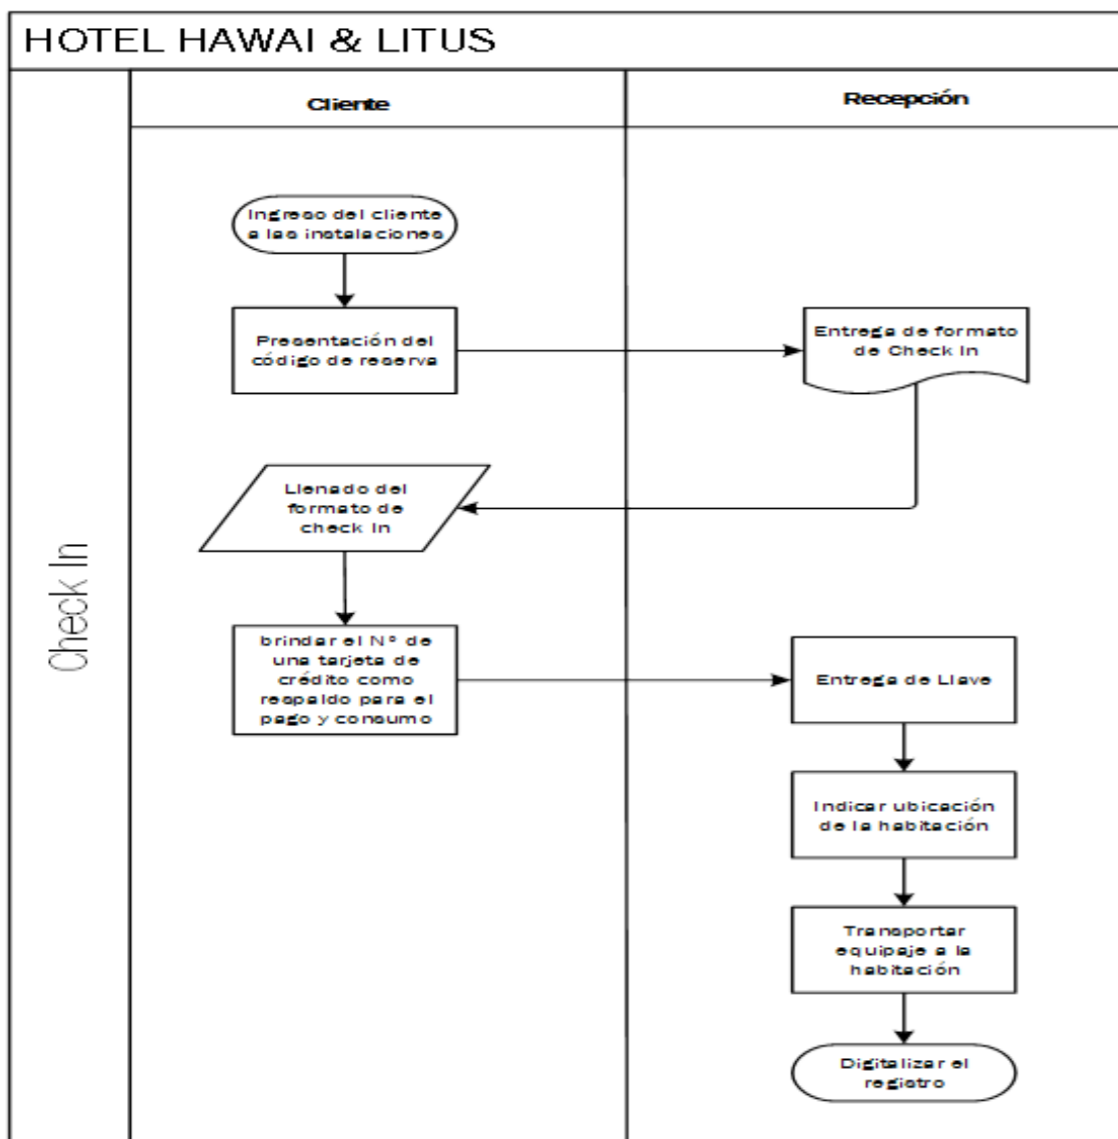 HOTEL HAWAI & LITUS
Cliente
Recepción
Check In
Ingreso del cliente
a las instalaciones
Presentación del
código de reserva
Entrega de formato
de Check In
Llenado del
formato de
check In
brindar el Nº de
una tarjeta de
crédito como
respaldo para el
pago y consumo
Entrega de Llave
Indicar ubicación
de la habitación
Transportar
equipaje a la
habitación
Digitalizar el
registro